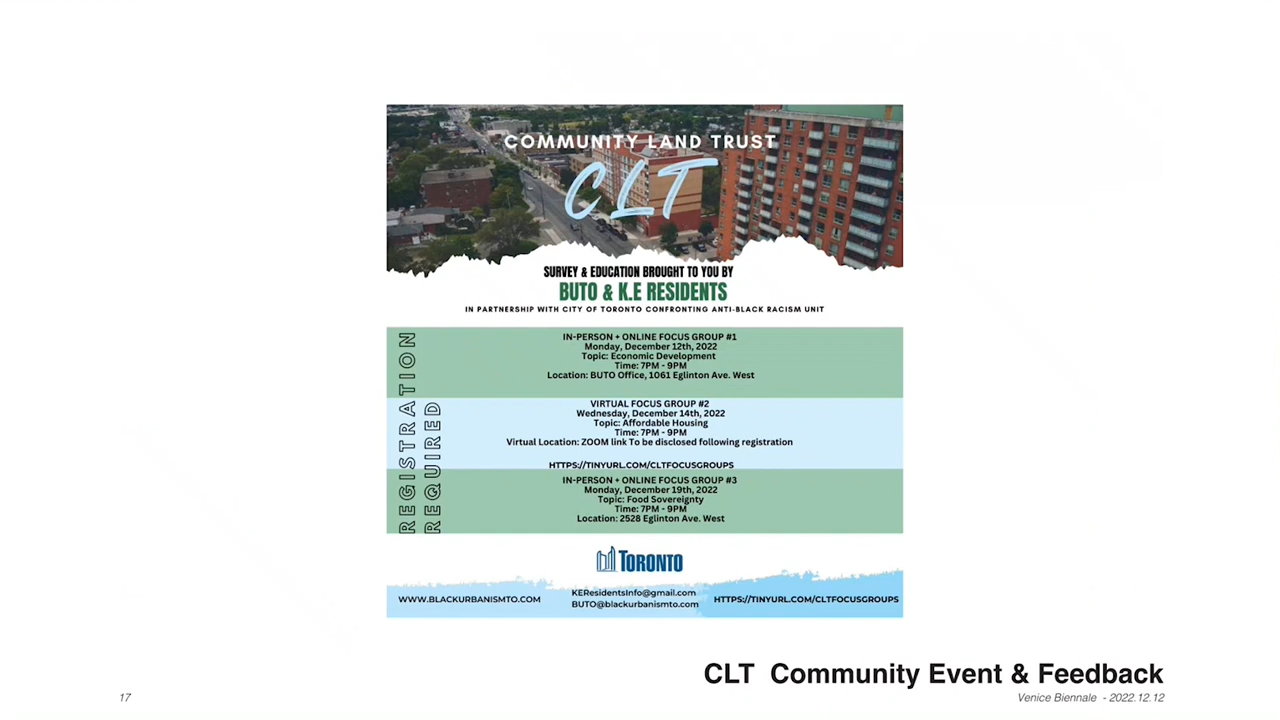 COMMUNITY LAND TRUST
CLT
SURVEY & EDUCATION BROUGHT TO YOU BY
BUTO & K.E RESIDENTS
IN PARTNERSHIP WITH CITY OF TORONTO CONFRONTING ANTI-BLACK RACISM UNIT
REGISTRATION
REQUIRED
IN-PERSON + ONLINE FOCUS GROUP #1
Monday, December 12th, 2022
Topic: Economic Development
Time: 7PM - 9PM
Location: BUTO Office, 1061 Eglinton Ave. West
VIRTUAL FOCUS GROUP #2
Wednesday, December 14th, 2022
Topic: Affordable Housing
Time: 7PM - 9PM
Virtual Location: ZOOM link To be disclosed following registration
HTTPS://TINYURL.COM/CLTFOCUSGROUPS
IN-PERSON + ONLINE FOCUS GROUP #3
Monday, December 19th, 2022
Topic: Food Sovereignty
Time: 7PM - 9PM
Location: 2528 Eglinton Ave. West
TORONTO
WWW.BLACKURBANISMTO.COM
KEResidentsInfo@gmail.com
BUTO@blackurbanismto.com
HTTPS://TINYURL.COM/CLTFOCUSGROUPS
CLT Community Event & Feedback
17
Venice Biennale - 2022.12.12